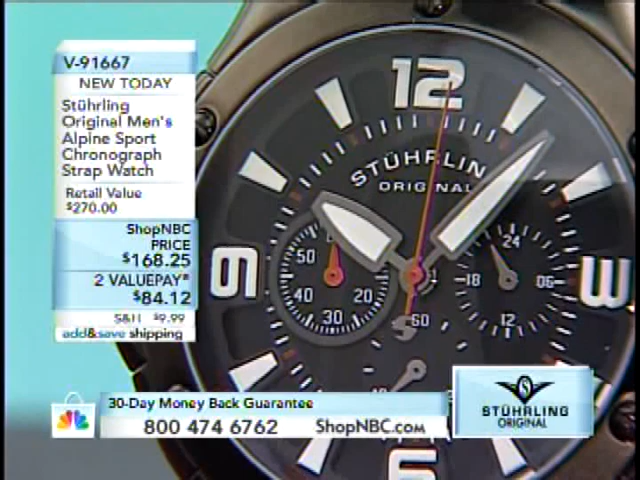 V-91667
NEW TODAY
Stührling
Original Men's
Alpine Sport
Chronograph
Strap Watch
Retail Value
$270.00
ShopNBC
PRICE
$168.25
2 VALUEPAY®
$84.12
S&H $9.99
add&save shipping
12
STÜHRLING
ORIGINAL
9
3
6
50
40
30
20
60
24
18
06
12
30-Day Money Back Guarantee
800 474 6762 ShopNBC.com
S
STÜHRLING
ORIGINAL